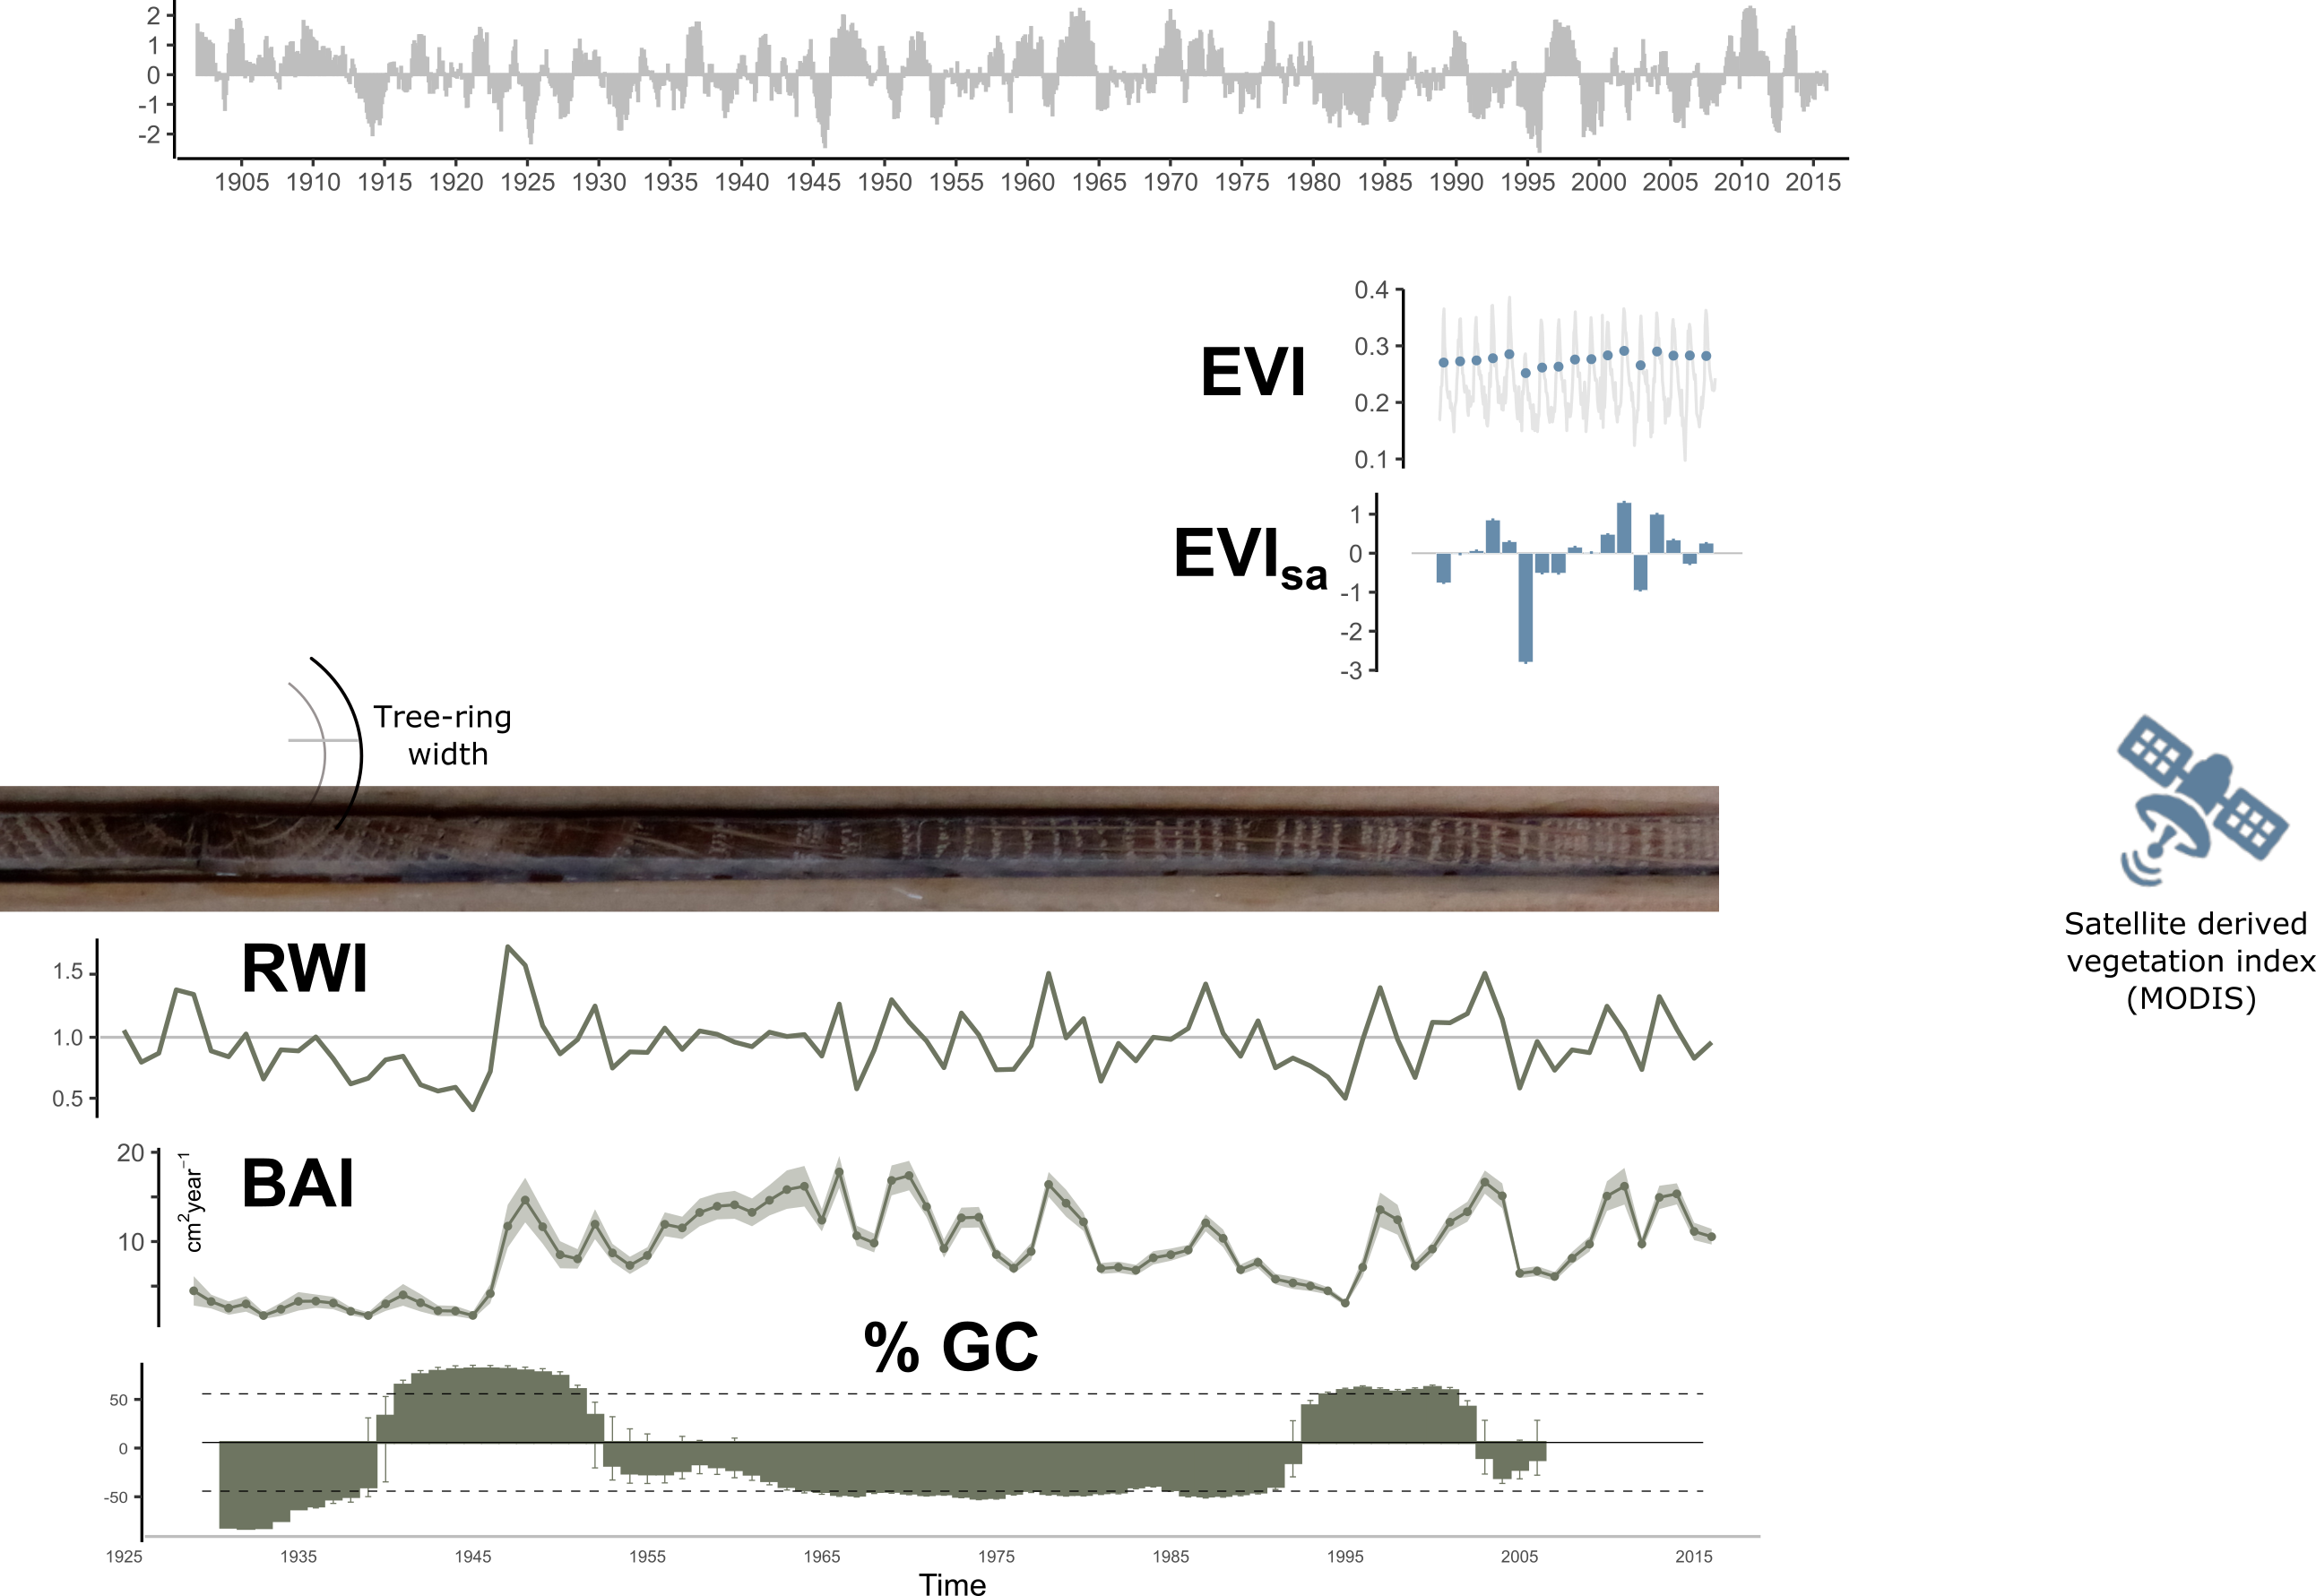 2
1
0
-1
-2
1905 1910 1915 1920 1925 1930 1935 1940 1945 1950 1955 1960 1965 1970 1975 1980 1985 1990 1995 2000 2005 2010 2015
EVI
0.4
0.3
0.2
0.1
EVIsa
1
0
-1
-2
-3
Tree-ring
width
Satellite derived
vegetation index
(MODIS)
RWI
1.5
1.0
0.5
BAI
cm2year−1
20
10
% GC
50
0
-50
1925 1935 1945 1955 1965 1975 1985 1995 2005 2015
Time